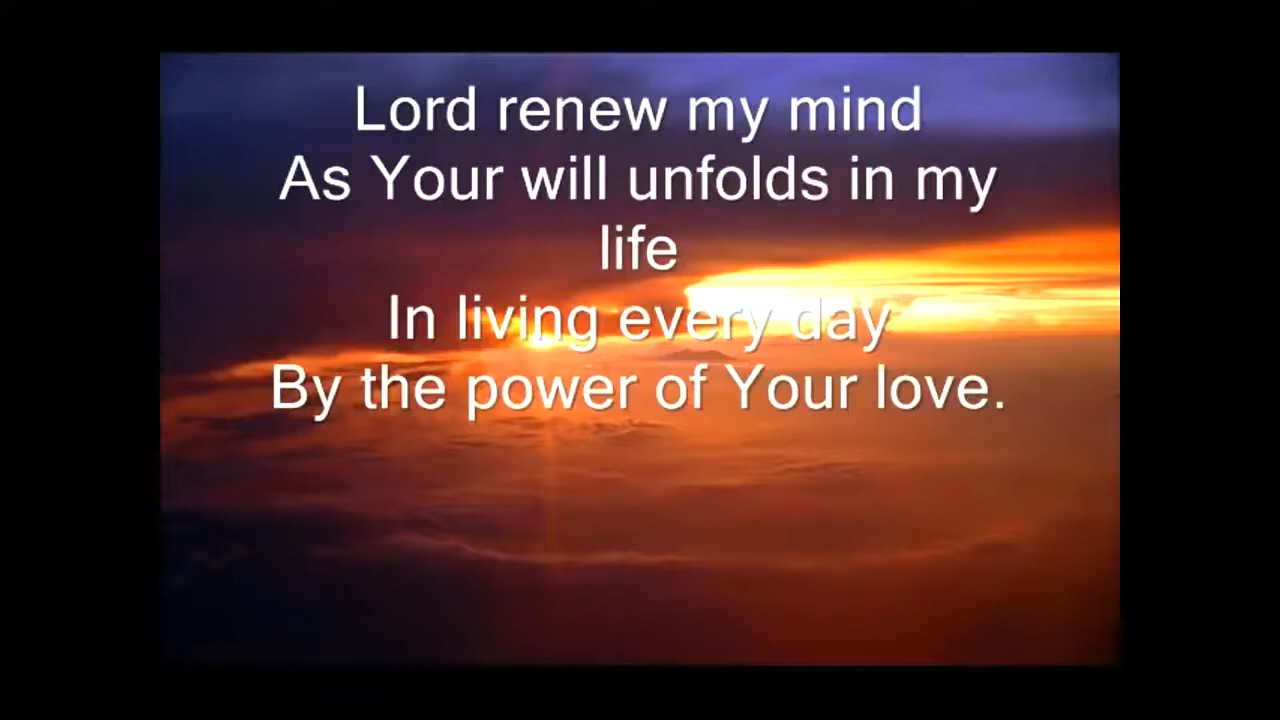 Lord renew my mind
As Your will unfolds in my
life
In living every day
By the power of Your love.